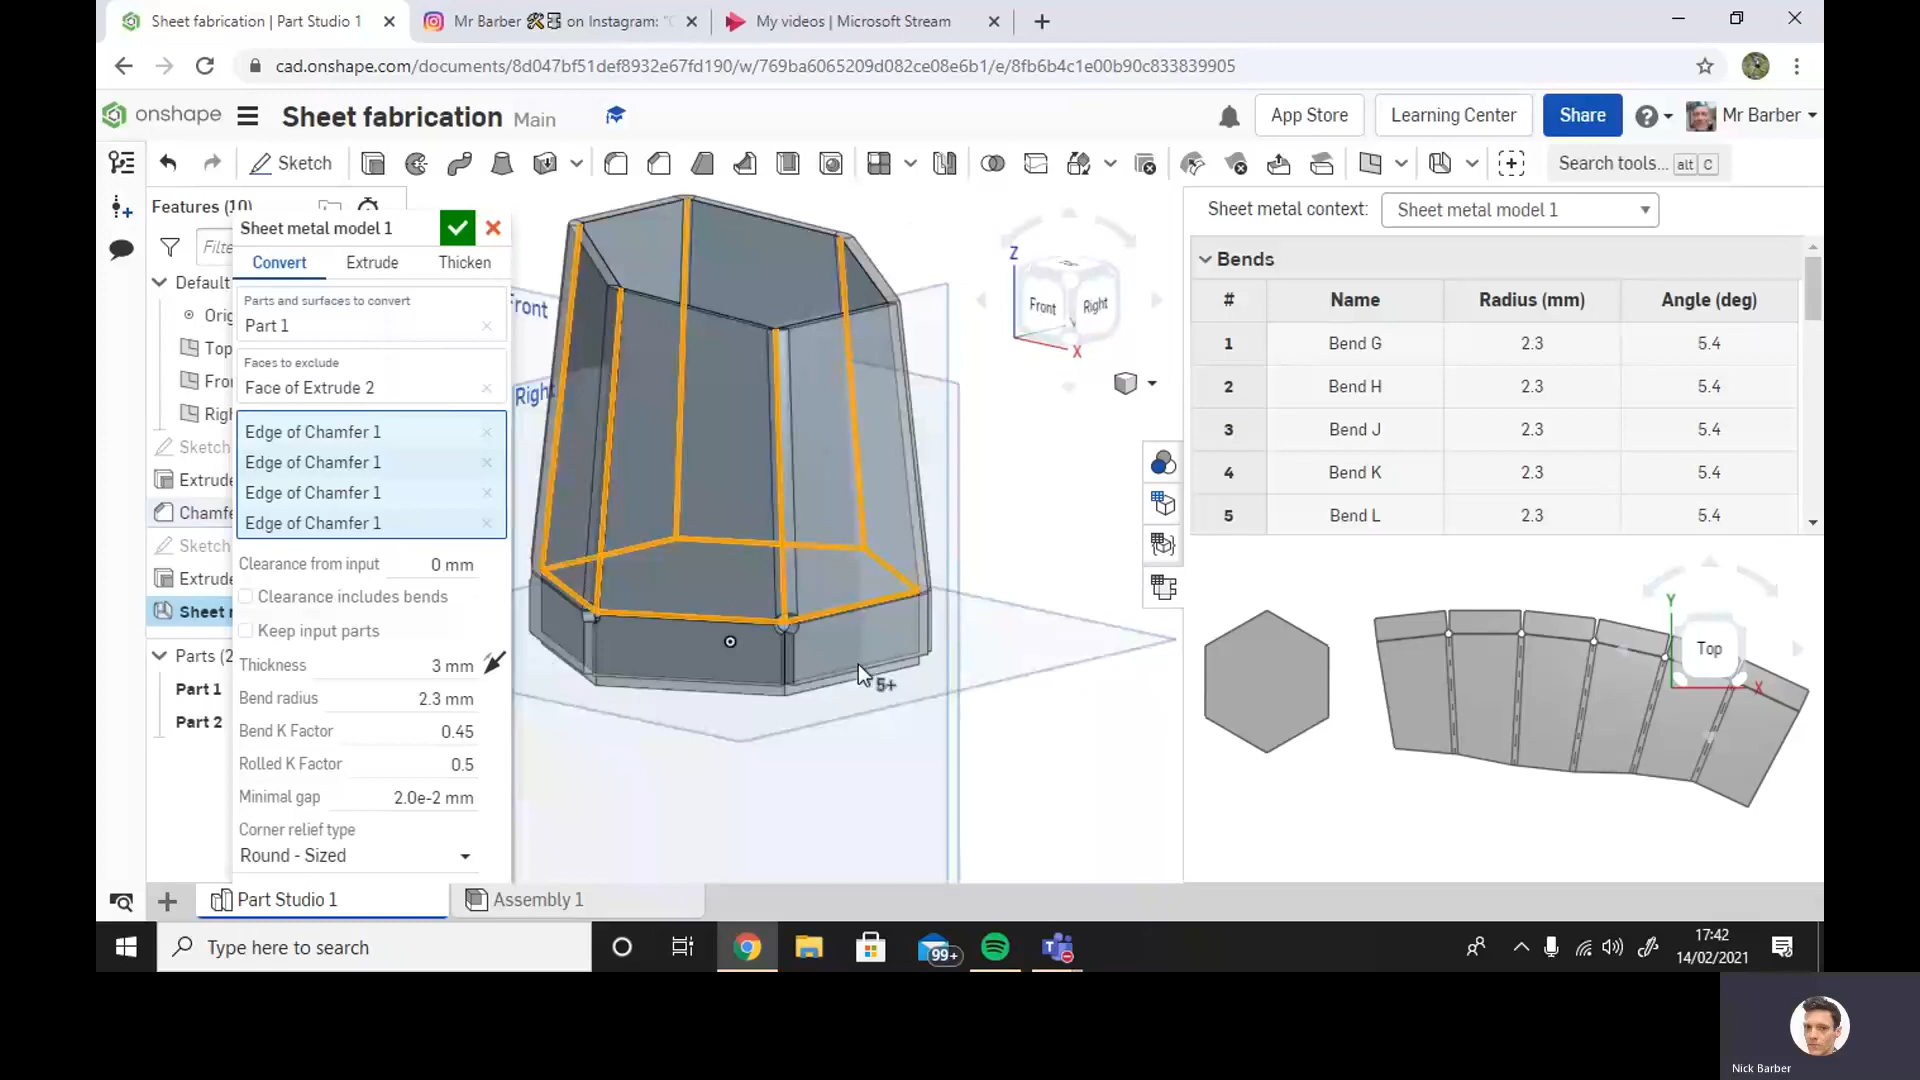 Sheet fabrication | Part Studio 1
Mr Barber 🛠 on Instagram: "
My videos | Microsoft Stream
cad.onshape.com/documents/8d047bf51def8932e67fd190/w/769ba6065209d082ce08e6b1/e/8fb6b4c1e00b90c833839905
onshape
Sheet fabrication
Main
App Store
Learning Center
Share
Mr Barber
Sketch
Search tools... alt C
Features (10)
Sheet metal model 1
Convert
Extrude
Thicken
Parts and surfaces to convert
Part 1
Faces to exclude
Face of Extrude 2
Edge of Chamfer 1
Edge of Chamfer 1
Edge of Chamfer 1
Edge of Chamfer 1
Clearance from input 0 mm
Clearance includes bends
Keep input parts
Thickness 3 mm
Bend radius 2.3 mm
Bend K Factor 0.45
Rolled K Factor 0.5
Minimal gap 2.0e-2 mm
Corner relief type
Round - Sized
Filte
Default
Orig
Top
Fro
Righ
Sketch
Extrude
Chamfe
Sketch
Extrude
Sheet
Parts (2
Part 1
Part 2
Front
Right
5+
Z
Front
Right
X
Sheet metal context:
Sheet metal model 1
Bends
# Name Radius (mm) Angle (deg)
1 Bend G 2.3 5.4
2 Bend H 2.3 5.4
3 Bend J 2.3 5.4
4 Bend K 2.3 5.4
5 Bend L 2.3 5.4
Y
Top
X
Part Studio 1
Assembly 1
Type here to search
99+
17:42
14/02/2021
Nick Barber